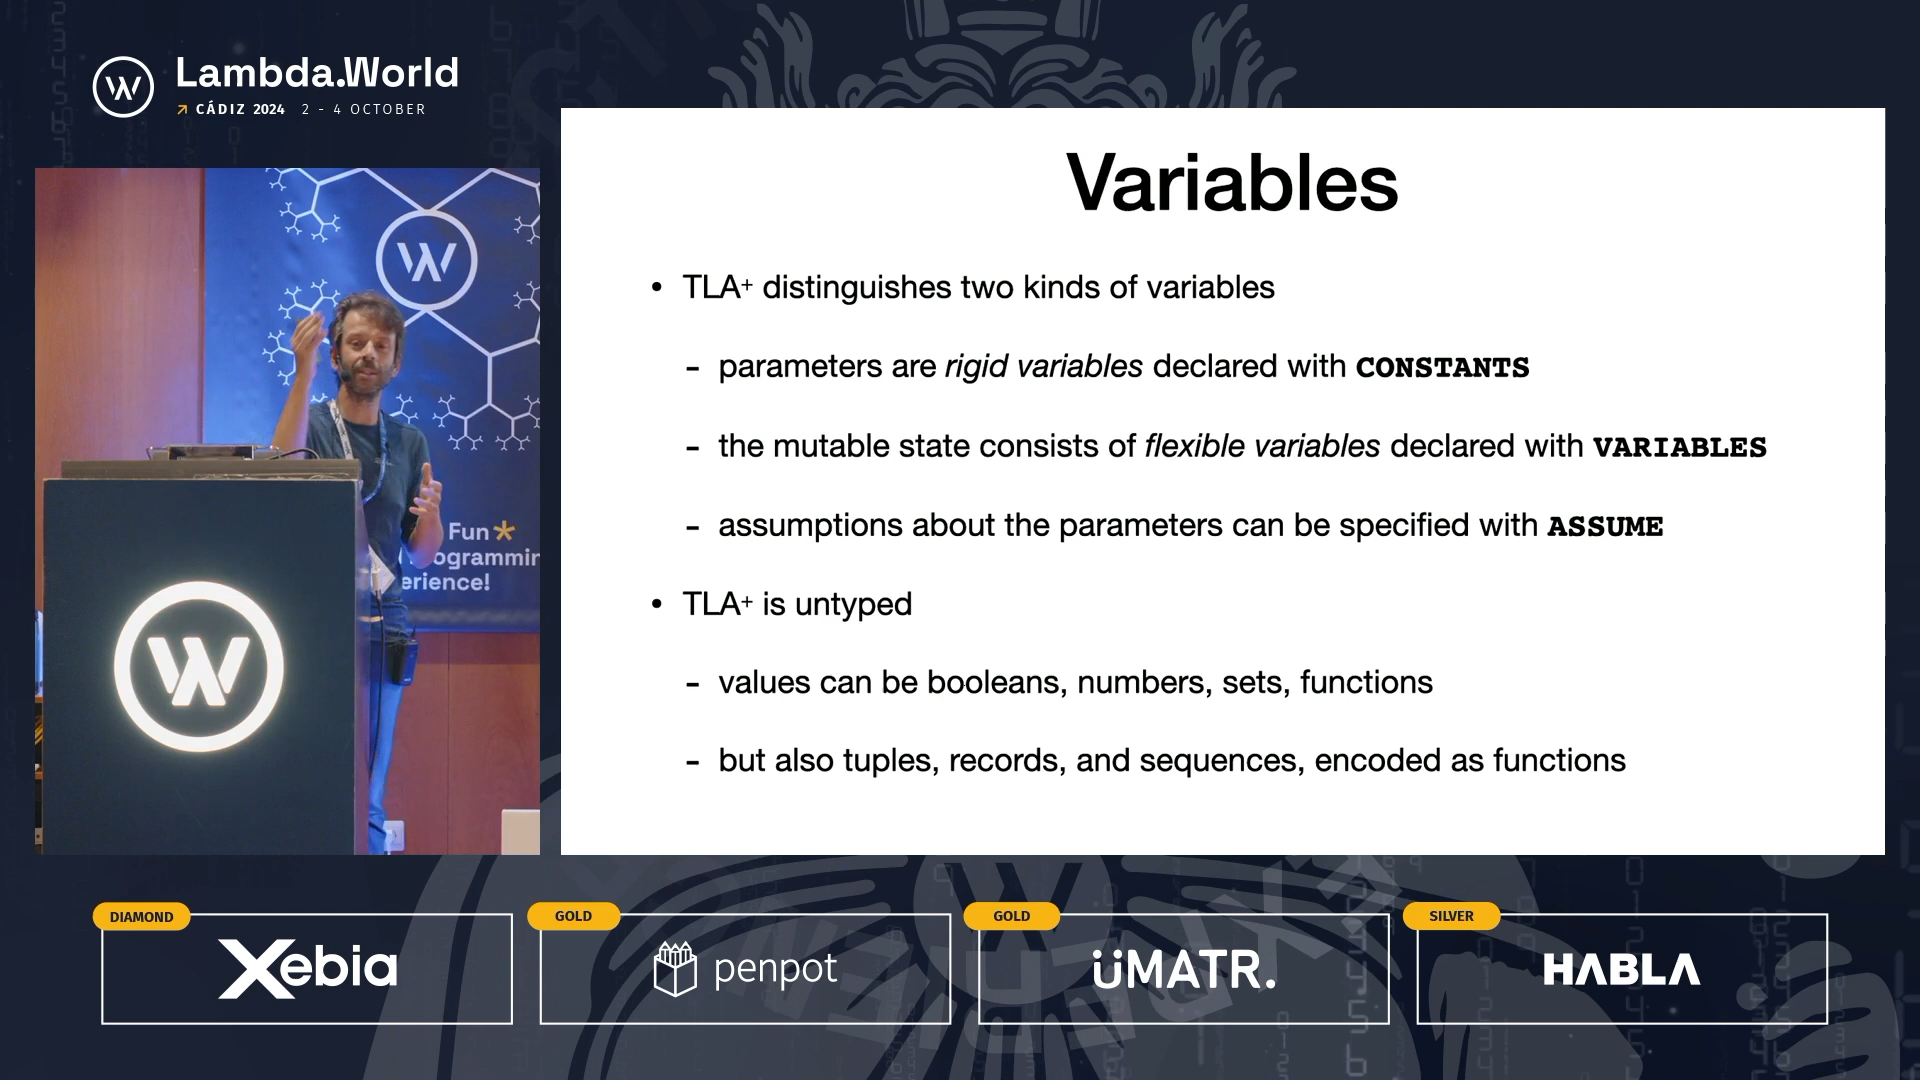 Lambda.World
CÁDIZ 2024 2 - 4 OCTOBER
Variables
• TLA+ distinguishes two kinds of variables
- parameters are rigid variables declared with CONSTANTS
- the mutable state consists of flexible variables declared with VARIABLES
- assumptions about the parameters can be specified with ASSUME
• TLA+ is untyped
- values can be booleans, numbers, sets, functions
- but also tuples, records, and sequences, encoded as functions
Fun*
DIAMOND
Xebia
GOLD
penpot
GOLD
üMATR.
SILVER
HABLA